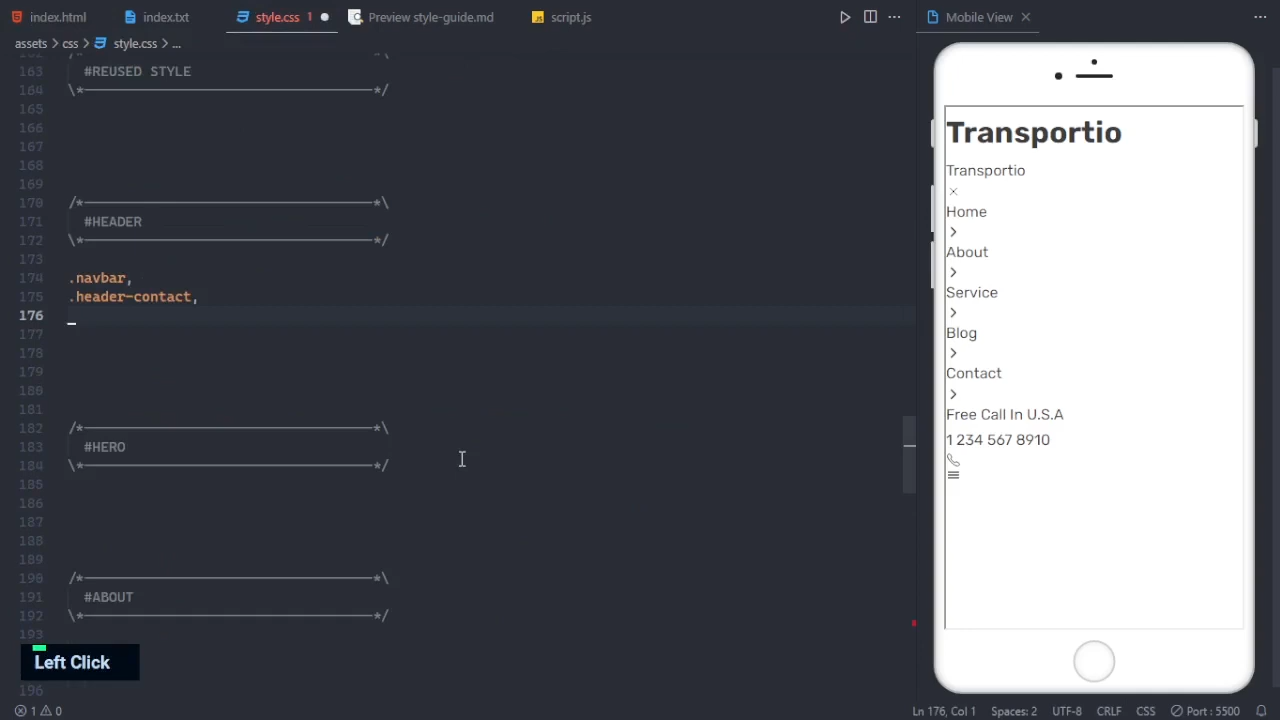 index.html
index.txt
style.css 1
Preview style-guide.md
script.js
Mobile View
assets > css > style.css > ...
163 #REUSED STYLE
164 \*——————————————————*/
165
166
167
168
169
170 /*——————————————————*\
171 #HEADER
172 \*——————————————————*/
173
174 .navbar,
175 .header-contact,
176
177
178
179
180
181
182 /*——————————————————*\
183 #HERO
184 \*——————————————————*/
185
186
187
188
189
190 /*——————————————————*\
191 #ABOUT
192 \*——————————————————*/
193
196
Transportio
Transportio
Home
About
Service
Blog
Contact
Free Call In U.S.A
1 234 567 8910
Left Click
1 0
Ln 176, Col 1
Spaces: 2
UTF-8
CRLF
CSS
Port : 5500